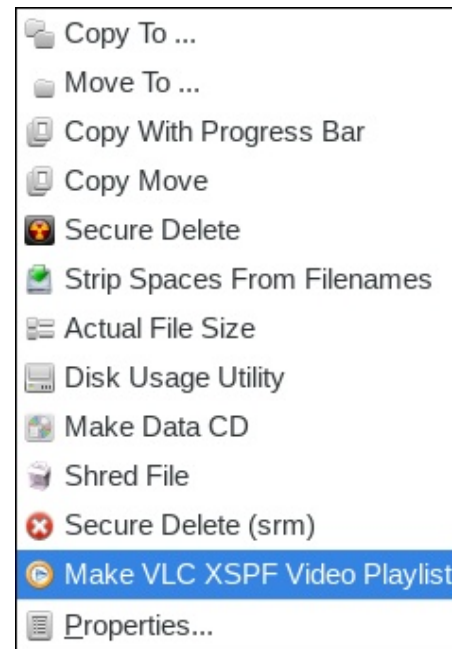 Copy To ...
Move To ...
Copy With Progress Bar
Copy Move
Secure Delete
Strip Spaces From Filenames
Actual File Size
Disk Usage Utility
Make Data CD
Shred File
Secure Delete (srm)
Make VLC XSPF Video Playlist
Properties...